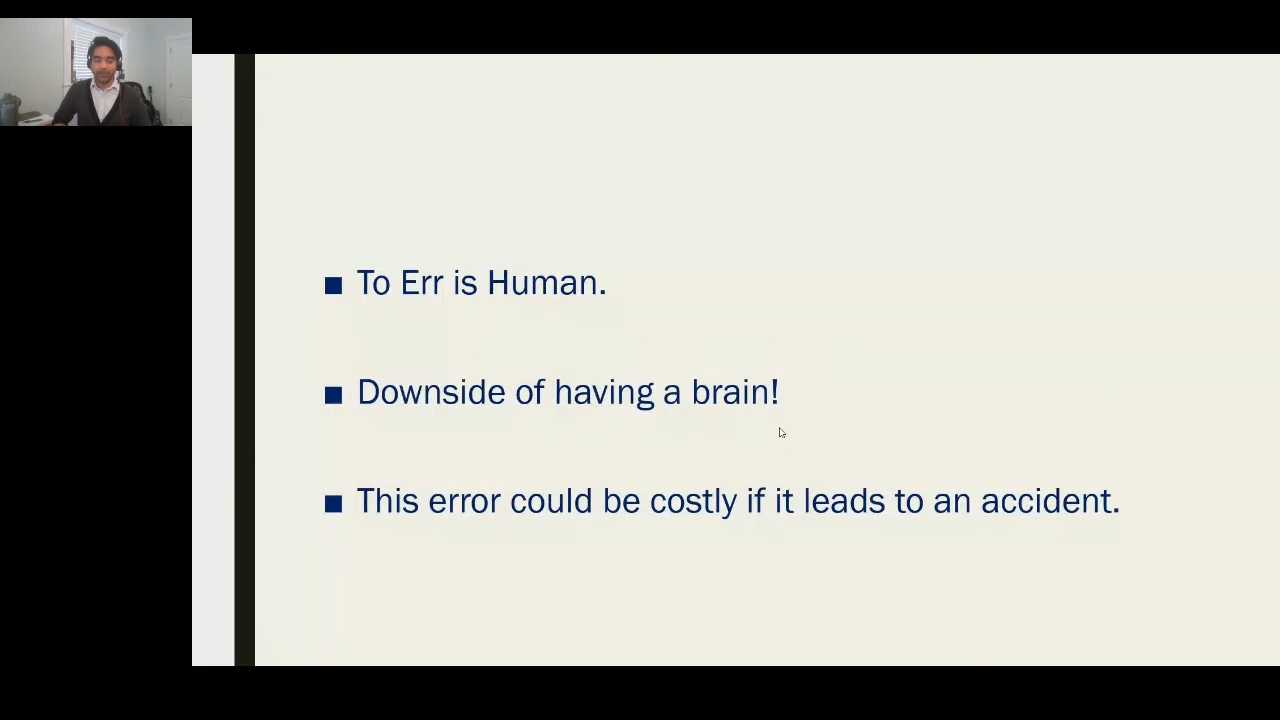 To Err is Human.
Downside of having a brain!
This error could be costly if it leads to an accident.